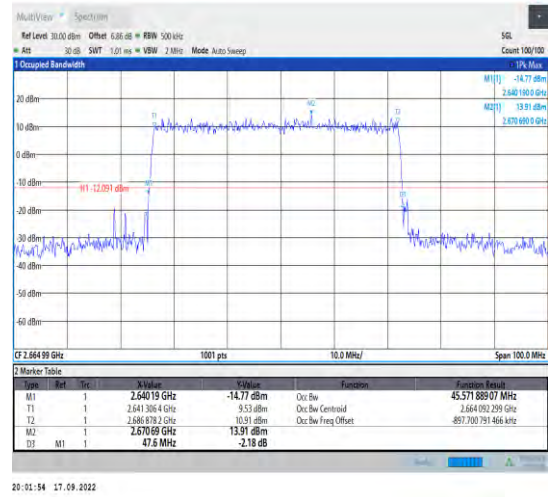 MultiView Spectrum
Ref Level 30.00 dBm Offset 6.86 dB RBW 500 kHz SGL
Att 30 dB SWT 1.01 ms VBW 2 MHz Mode Auto Sweep Count 100/100
1 Occupied Bandwidth 1Pk Max
M1[1] -14.77 dBm
2.640 190 0 GHz
M2[1] 13.91 dBm
2.670 690 0 GHz
20 dBm
M2
T1
T2
10 dBm
0 dBm
-10 dBm
M1
H1 -12.091 dBm
D3
-20 dBm
-30 dBm
-40 dBm
-50 dBm
-60 dBm
CF 2.664 99 GHz 1001 pts 10.0 MHz/ Span 100.0 MHz
2 Marker Table
Type Ref Trc X-Value Y-Value Function Function Result
M1 1 2.640 19 GHz -14.77 dBm Occ Bw 45.571 889 07 MHz
T1 1 2.641 306 4 GHz 9.53 dBm Occ Bw Centroid 2.664 092 299 GHz
T2 1 2.686 878 2 GHz 10.91 dBm Occ Bw Freq Offset -897.700 791 466 kHz
M2 1 2.670 69 GHz 13.91 dBm
D3 M1 1 47.6 MHz -2.18 dB
20:01:54 17.09.2022